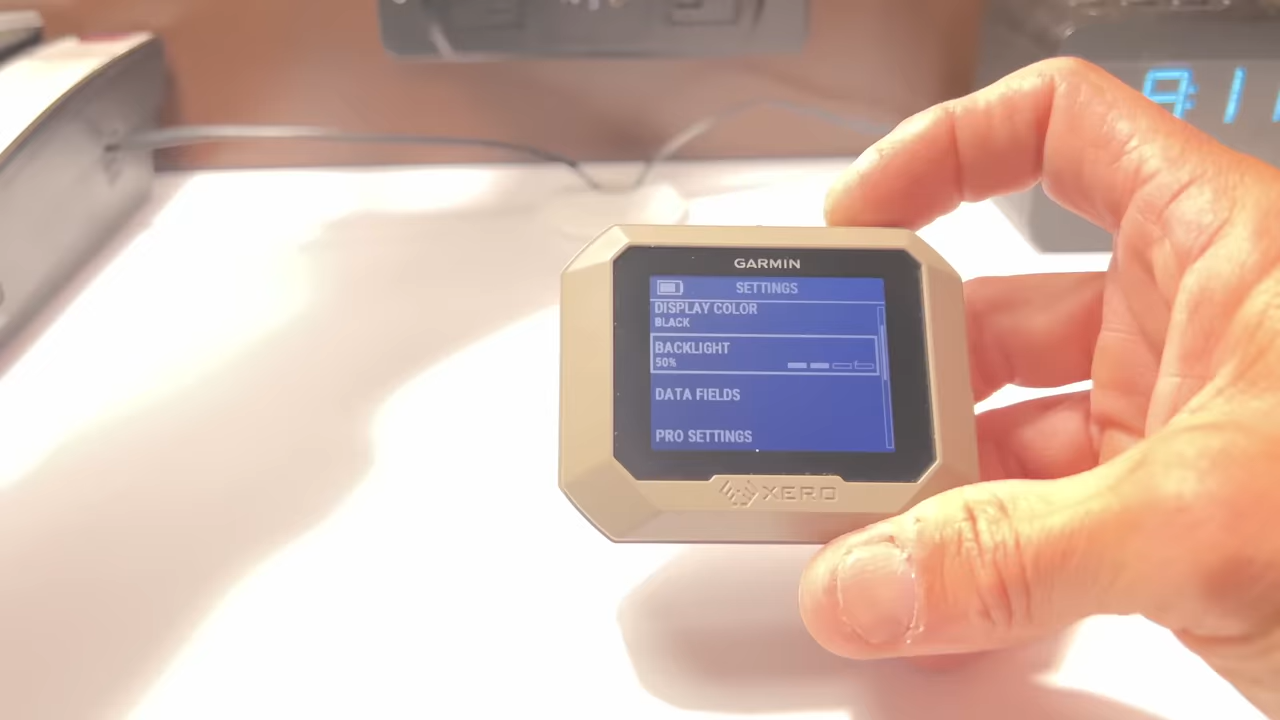 GARMIN
SETTINGS
DISPLAY COLOR
BLACK
BACKLIGHT
50%
DATA FIELDS
PRO SETTINGS
XERO